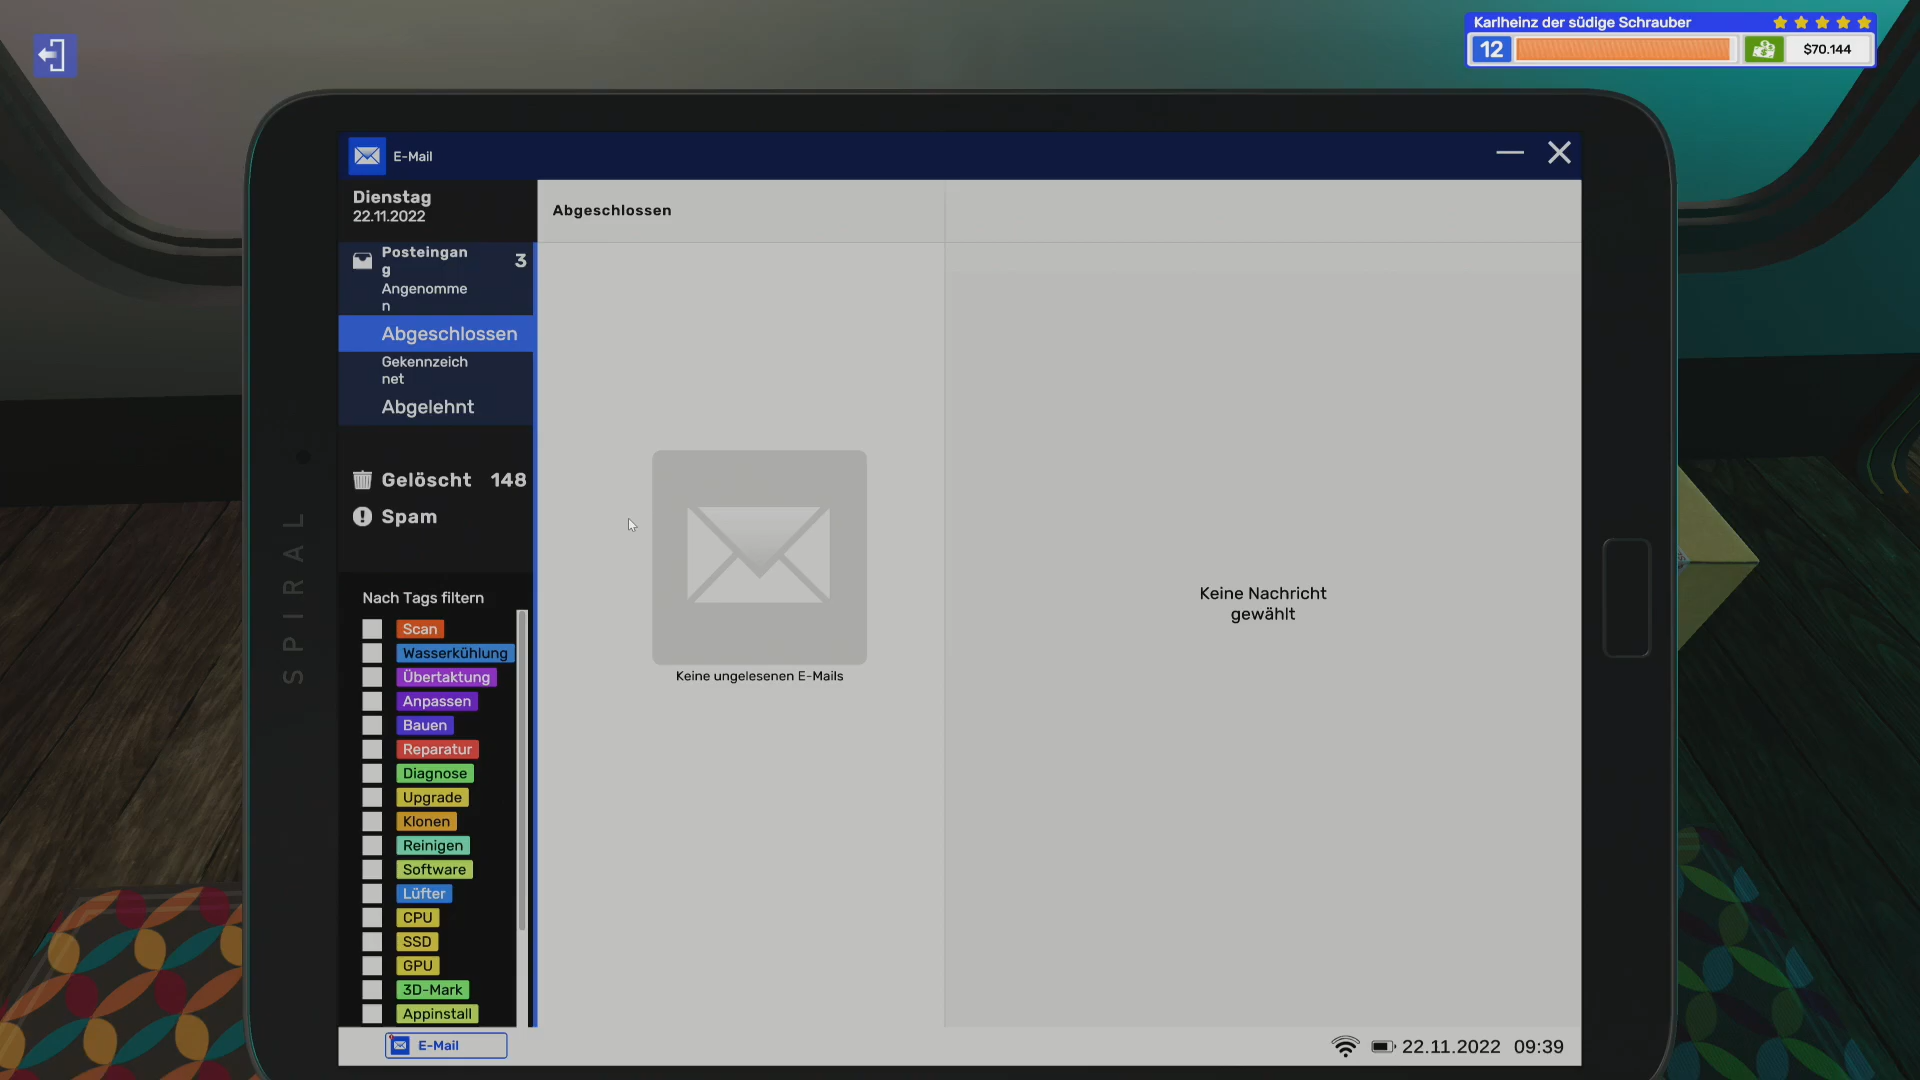 Karlheinz der südige Schrauber
12
$70.144
E-Mail
Dienstag
22.11.2022
Abgeschlossen
Posteingan
g
3
Angenomme
n
Abgeschlossen
Gekennzeich
net
Abgelehnt
Gelöscht 148
Spam
Nach Tags filtern
Scan
Wasserkühlung
Übertaktung
Anpassen
Bauen
Reparatur
Diagnose
Upgrade
Klonen
Reinigen
Software
Lüfter
CPU
SSD
GPU
3D-Mark
Appinstall
Keine ungelesenen E-Mails
Keine Nachricht
gewählt
SPIRAL
E-Mail
22.11.2022 09:39